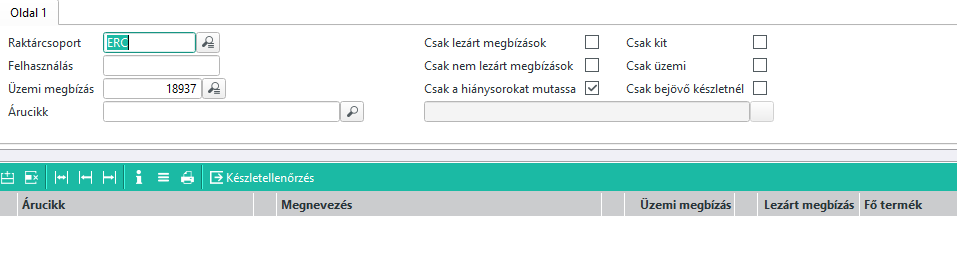 Oldal 1
Raktárcsoport ERC Csak lezárt megbízások Csak kit
Felhasználás Csak nem lezárt megbízások Csak üzemi
Üzemi megbízás 18937 Csak a hiánysorokat mutassa Csak bejövő készletnél
Árucikk
Készletellenőrzés
Árucikk Megnevezés Üzemi megbízás Lezárt megbízás Fő termék